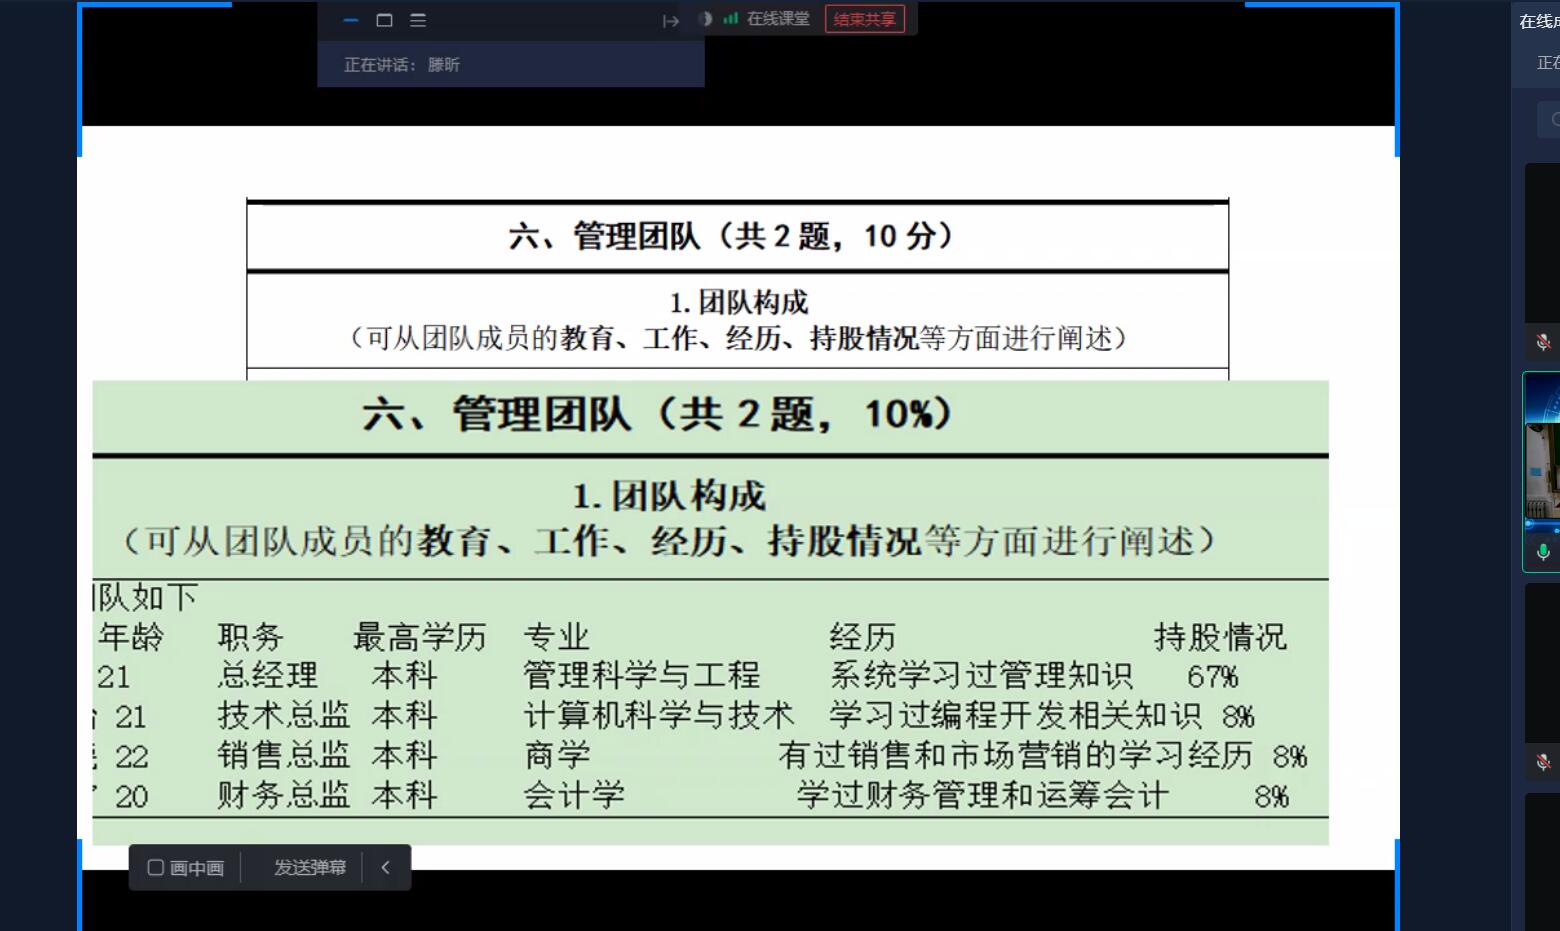 在线课堂
结束共享
在线
正在讲话：滕昕
正在
六、管理团队（共 2 题，10 分）
1.团队构成
（可从团队成员的教育、工作、经历、持股情况等方面进行阐述）
六、管理团队（共 2 题，10%）
1.团队构成
（可从团队成员的教育、工作、经历、持股情况等方面进行阐述）
队如下
年龄 职务 最高学历 专业 经历 持股情况
21 总经理 本科 管理科学与工程 系统学习过管理知识 67%
21 技术总监 本科 计算机科学与技术 学习过编程开发相关知识 8%
22 销售总监 本科 商学 有过销售和市场营销的学习经历 8%
20 财务总监 本科 会计学 学过财务管理和运筹会计 8%
画中画
发送弹幕